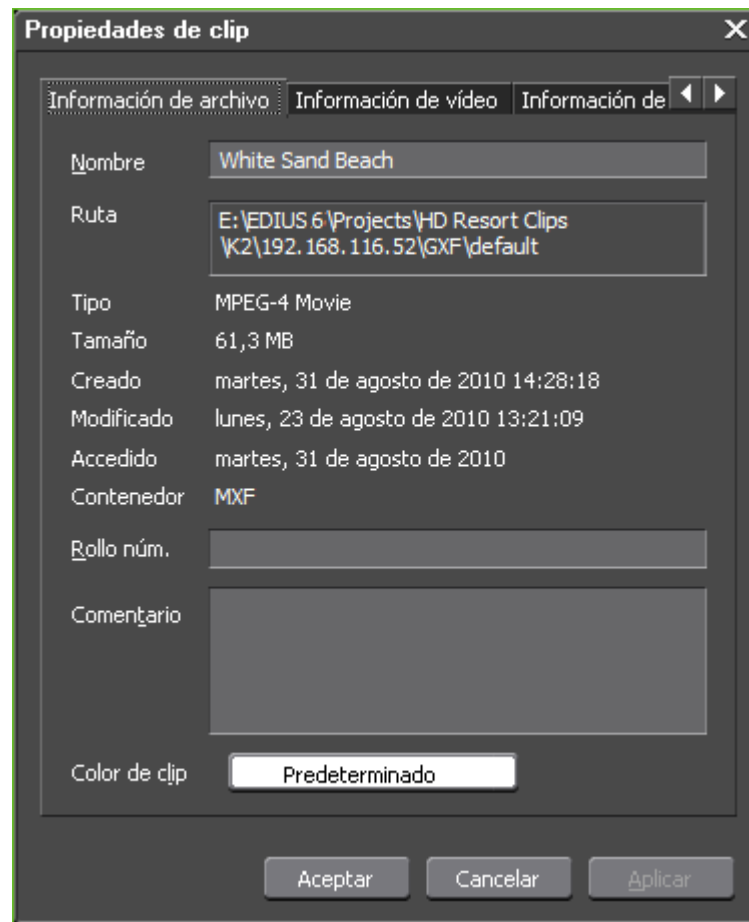 Propiedades de clip
Información de archivo Información de vídeo Información de
Nombre White Sand Beach
Ruta E:\EDIUS 6\Projects\HD Resort Clips
\K2\192.168.116.52\GXF\default
Tipo MPEG-4 Movie
Tamaño 61,3 MB
Creado martes, 31 de agosto de 2010 14:28:18
Modificado lunes, 23 de agosto de 2010 13:21:09
Accedido martes, 31 de agosto de 2010
Contenedor MXF
Rollo núm.
Comentario
Color de clip Predeterminado
Aceptar Cancelar Aplicar